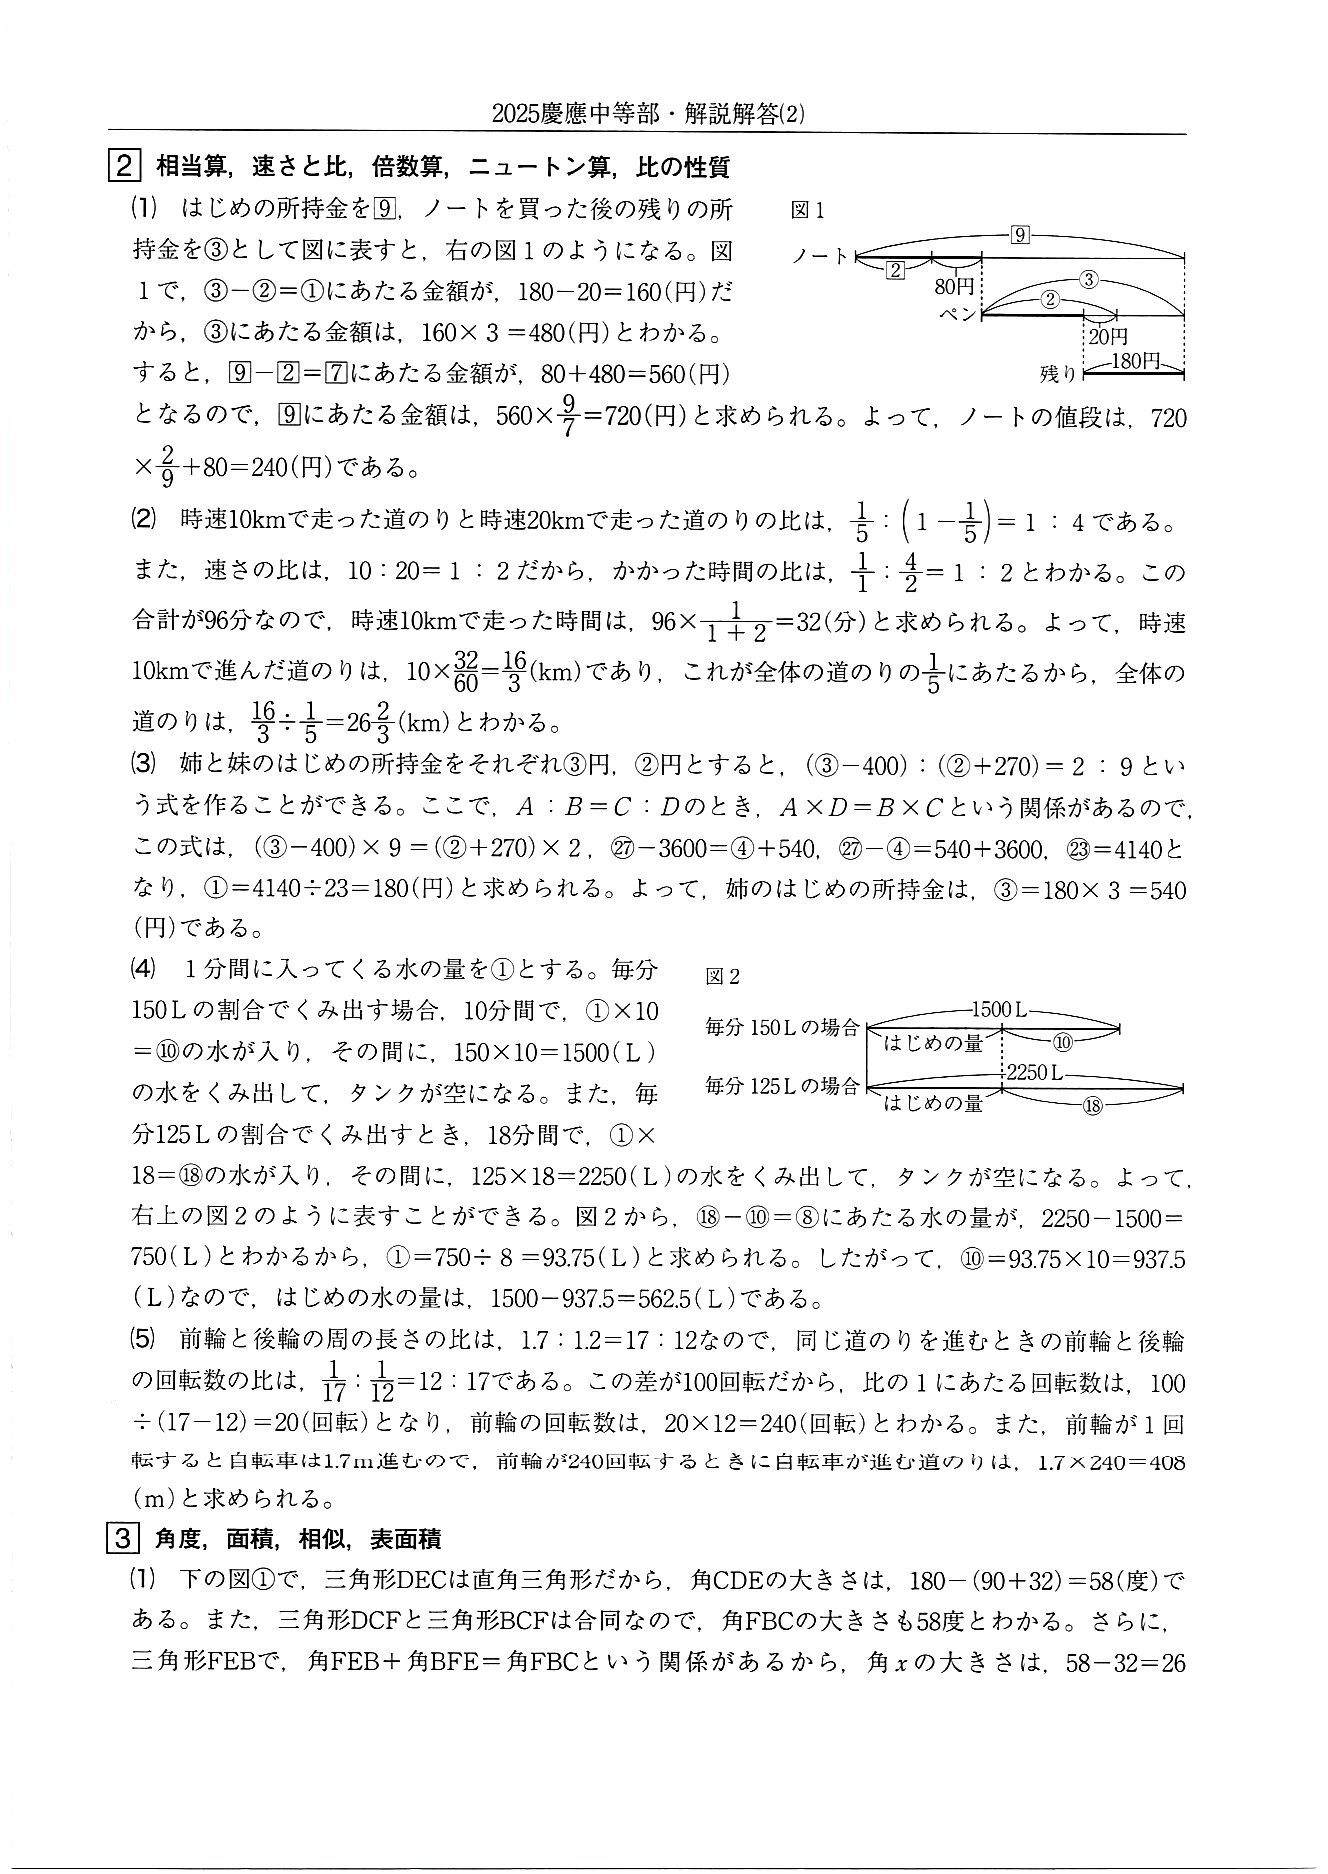 2025慶應中等部・解説解答(2)
2 相当算，速さと比，倍数算，ニュートン算，比の性質
(1) はじめの所持金を[9]，ノートを買った後の残りの所
持金を③として図に表すと，右の図1のようになる。図
1で，③－②＝①にあたる金額が，180－20＝160(円)だ
から，③にあたる金額は，160×3＝480(円)とわかる。
すると，[9]－[2]＝[7]にあたる金額が，80＋480＝560(円)
となるので，[9]にあたる金額は，560×9/7＝720(円)と求められる。よって，ノートの値段は，720
×2/9＋80＝240(円)である。
図1
ノート
[9]
[2]
80円
ペン
③
②
20円
残り
180円
(2) 時速10kmで走った道のりと時速20kmで走った道のりの比は，1/5：(1－1/5)＝1：4である。
また，速さの比は，10：20＝1：2だから，かかった時間の比は，1/1：4/2＝1：2とわかる。この
合計が96分なので，時速10kmで走った時間は，96×1/(1＋2)＝32(分)と求められる。よって，時速
10kmで進んだ道のりは，10×32/60＝16/3(km)であり，これが全体の道のりの1/5にあたるから，全体の
道のりは，16/3÷1/5＝26 2/3(km)とわかる。
(3) 姉と妹のはじめの所持金をそれぞれ③円，②円とすると，(③－400)：(②＋270)＝2：9とい
う式を作ることができる。ここで，A：B＝C：Dのとき，A×D＝B×Cという関係があるので，
この式は，(③－400)×9＝(②＋270)×2，㉗－3600＝④＋540，㉗－④＝540＋3600，㉓＝4140と
なり，①＝4140÷23＝180(円)と求められる。よって，姉のはじめの所持金は，③＝180×3＝540
(円)である。
(4) 1分間に入ってくる水の量を①とする。毎分
150Lの割合でくみ出す場合，10分間で，①×10
＝⑩の水が入り，その間に，150×10＝1500(L)
の水をくみ出して，タンクが空になる。また，毎
分125Lの割合でくみ出すとき，18分間で，①×
18＝⑱の水が入り，その間に，125×18＝2250(L)の水をくみ出して，タンクが空になる。よって，
右上の図2のように表すことができる。図2から，⑱－⑩＝⑧にあたる水の量が，2250－1500＝
750(L)とわかるから，①＝750÷8＝93.75(L)と求められる。したがって，⑩＝93.75×10＝937.5
(L)なので，はじめの水の量は，1500－937.5＝562.5(L)である。
図2
毎分150Lの場合
1500L
はじめの量
⑩
毎分125Lの場合
2250L
はじめの量
⑱
(5) 前輪と後輪の周の長さの比は，1.7：1.2＝17：12なので，同じ道のりを進むときの前輪と後輪
の回転数の比は，1/17：1/12＝12：17である。この差が100回転だから，比の1にあたる回転数は，100
÷(17－12)＝20(回転)となり，前輪の回転数は，20×12＝240(回転)とわかる。また，前輪が1回
転すると自転車は1.7m進むので，前輪が240回転するときに自転車が進む道のりは，1.7×240＝408
(m)と求められる。
3 角度，面積，相似，表面積
(1) 下の図①で，三角形DECは直角三角形だから，角CDEの大きさは，180－(90＋32)＝58(度)で
ある。また，三角形DCFと三角形BCFは合同なので，角FBCの大きさも58度とわかる。さらに，
三角形FEBで，角FEB＋角BFE＝角FBCという関係があるから，角xの大きさは，58－32＝26